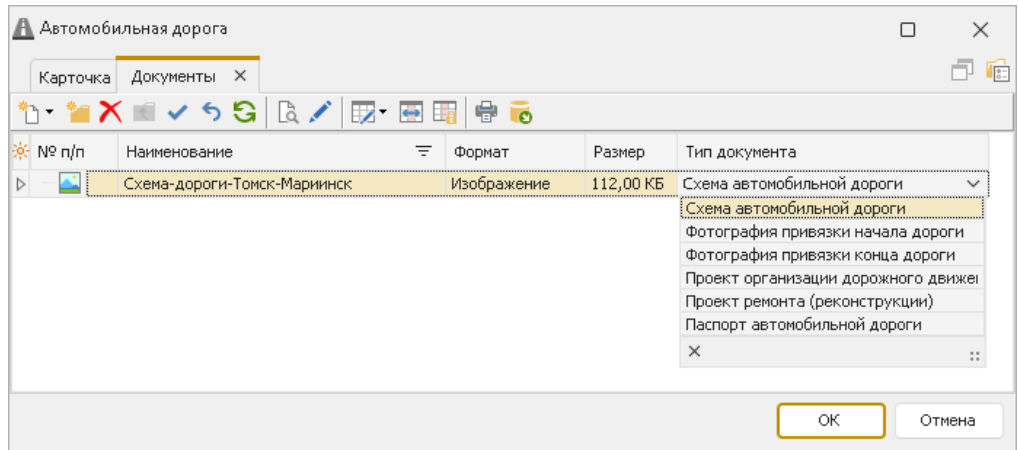 Автомобильная дорога
Карточка Документы
№ п/п Наименование Формат Размер Тип документа
Схема-дороги-Томск-Мариинск Изображение 112,00 КБ Схема автомобильной дороги
Схема автомобильной дороги
Фотография привязки начала дороги
Фотография привязки конца дороги
Проект организации дорожного движе
Проект ремонта (реконструкции)
Паспорт автомобильной дороги
ОК Отмена